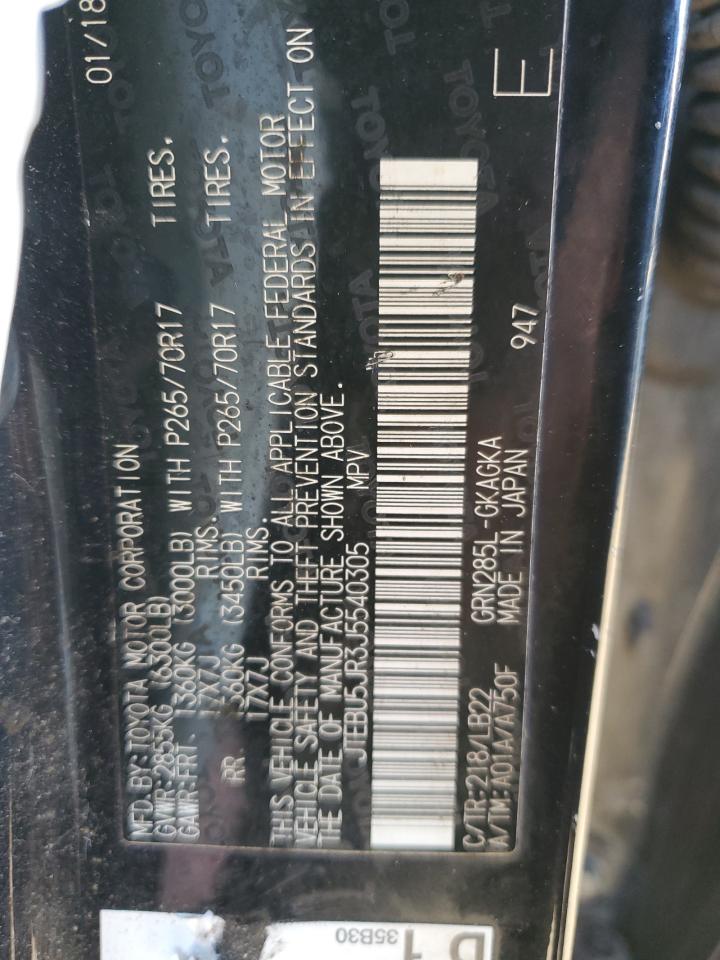 MFD.BY:TOYOTA MOTOR CORPORATION 01/18
GVWR:2855KG (6300LB)
GAWR:FRT. 1360KG (3000LB) WITH P265/70R17 TIRES.
17X7J RIMS.
RR. 1560KG (3450LB) WITH P265/70R17 TIRES.
17X7J RIMS.
THIS VEHICLE CONFORMS TO ALL APPLICABLE FEDERAL MOTOR
VEHICLE SAFETY AND THEFT PREVENTION STANDARDS IN EFFECT ON
THE DATE OF MANUFACTURE SHOWN ABOVE.
JTEBU5JR3J5540305 MPV
C/TR:218/LB22 GRN285L-GKAGKA 947 E
A/TM:A01A/A750F MADE IN JAPAN
35B30